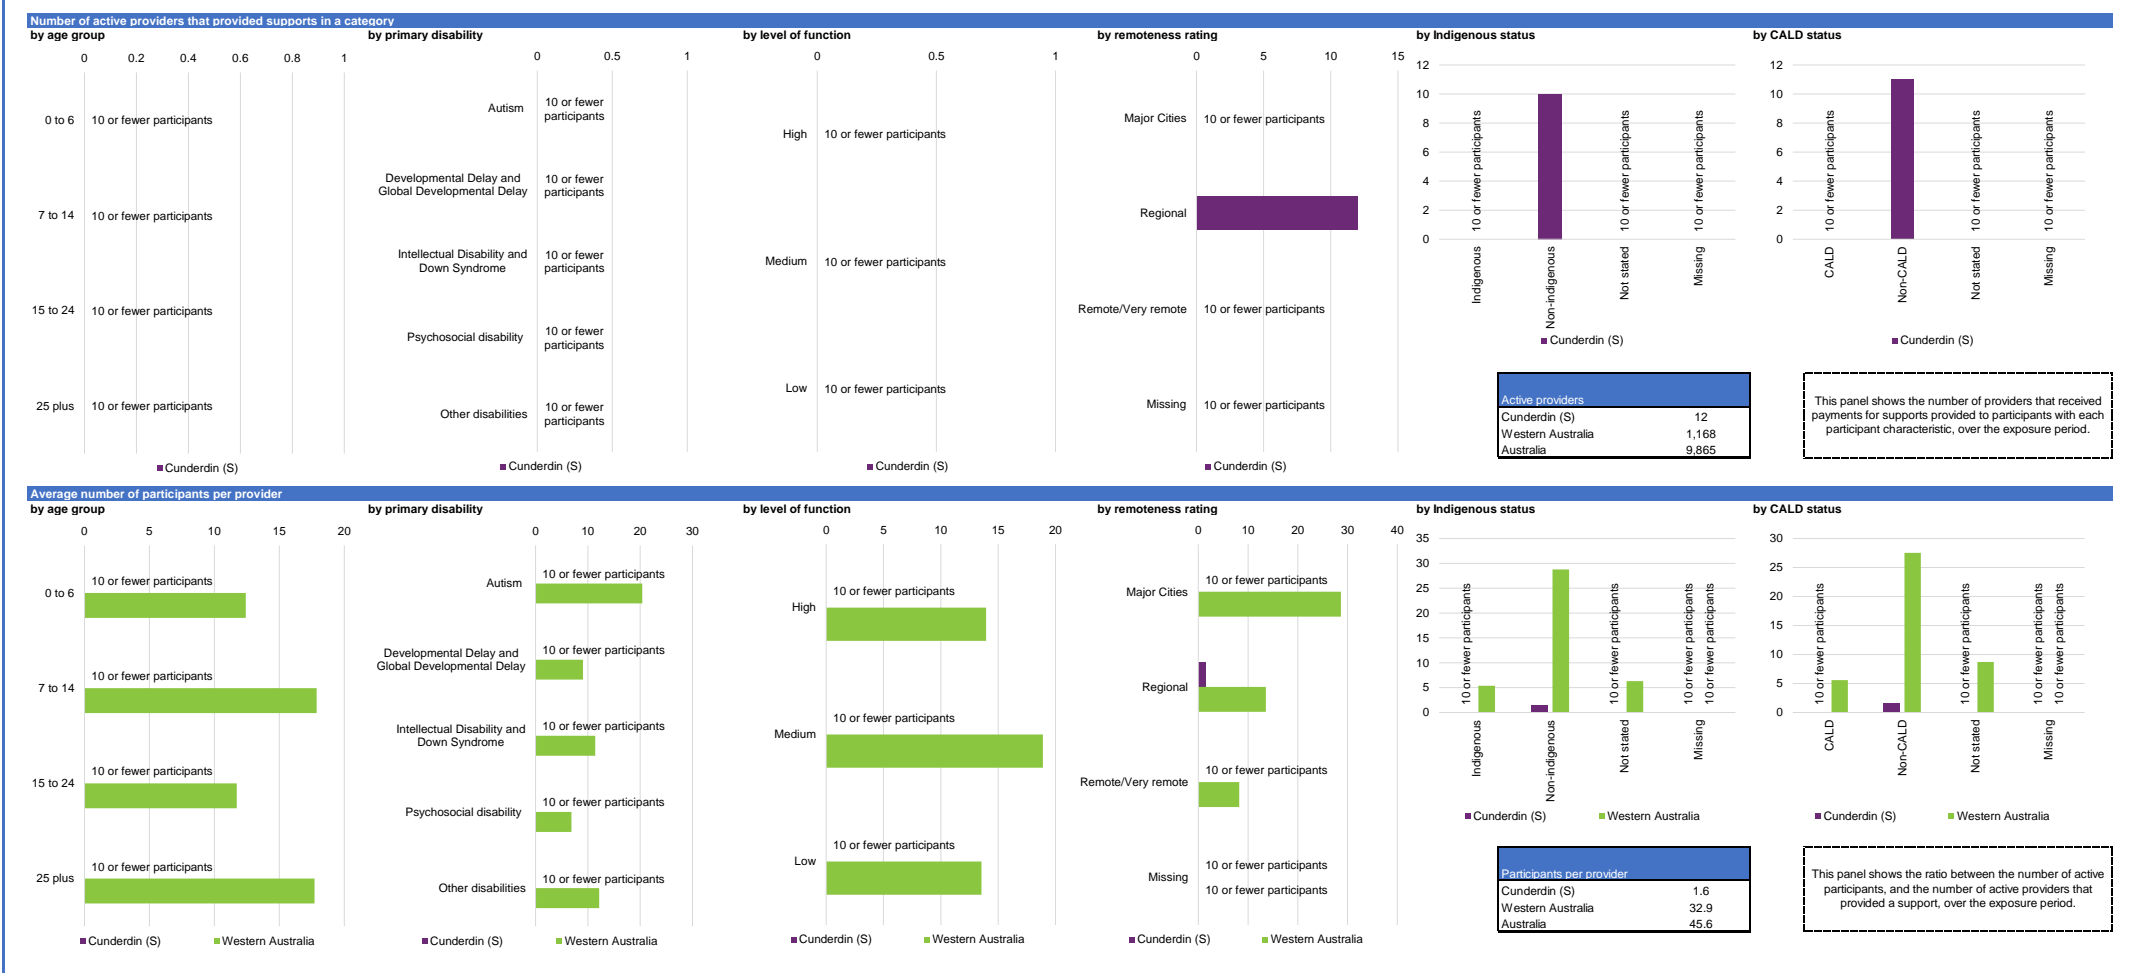 Number of active providers that provided supports in a category
by age group
0 0.2 0.4 0.6 0.8 1
0 to 6 10 or fewer participants
7 to 14 10 or fewer participants
15 to 24 10 or fewer participants
25 plus 10 or fewer participants
Cunderdin (S)
by primary disability
0 0.5 1
Autism 10 or fewer
participants
Developmental Delay and
Global Developmental Delay
10 or fewer
participants
Intellectual Disability and
Down Syndrome
10 or fewer
participants
Psychosocial disability
10 or fewer
participants
Other disabilities
10 or fewer
participants
Cunderdin (S)
by level of function
0 0.5 1
High 10 or fewer participants
Medium 10 or fewer participants
Low 10 or fewer participants
Cunderdin (S)
by remoteness rating
0 5 10 15
Major Cities 10 or fewer participants
Regional
Remote/Very remote 10 or fewer participants
Missing 10 or fewer participants
Cunderdin (S)
by Indigenous status
12
10
8
6
4
2
0
10 or fewer participants
10 or fewer participants
10 or fewer participants
Indigenous
Non-indigenous
Not stated
Missing
Cunderdin (S)
by CALD status
12
10
8
6
4
2
0
10 or fewer participants
10 or fewer participants
10 or fewer participants
CALD
Non-CALD
Not stated
Missing
Cunderdin (S)
Active providers
Cunderdin (S) 12
Western Australia 1,168
Australia 9,865
This panel shows the number of providers that received
payments for supports provided to participants with each
participant characteristic, over the exposure period.
Average number of participants per provider
by age group
0 5 10 15 20
10 or fewer participants
0 to 6
10 or fewer participants
7 to 14
10 or fewer participants
15 to 24
10 or fewer participants
25 plus
Cunderdin (S) Western Australia
by primary disability
0 10 20 30
10 or fewer participants
Autism
10 or fewer participants
Developmental Delay and
Global Developmental Delay
10 or fewer participants
Intellectual Disability and
Down Syndrome
10 or fewer participants
Psychosocial disability
10 or fewer participants
Other disabilities
Cunderdin (S) Western Australia
by level of function
0 5 10 15 20
10 or fewer participants
High
10 or fewer participants
Medium
10 or fewer participants
Low
Cunderdin (S) Western Australia
by remoteness rating
0 10 20 30 40
10 or fewer participants
Major Cities
Regional
10 or fewer participants
Remote/Very remote
10 or fewer participants
Missing
10 or fewer participants
Cunderdin (S) Western Australia
by Indigenous status
35
30
25
20
15
10
5
0
10 or fewer participants
10 or fewer participants
10 or fewer participants
10 or fewer participants
Indigenous
Non-indigenous
Not stated
Missing
Cunderdin (S) Western Australia
by CALD status
30
25
20
15
10
5
0
10 or fewer participants
10 or fewer participants
10 or fewer participants
10 or fewer participants
CALD
Non-CALD
Not stated
Missing
Cunderdin (S) Western Australia
Participants per provider
Cunderdin (S) 1.6
Western Australia 32.9
Australia 45.6
This panel shows the ratio between the number of active
participants, and the number of active providers that
provided a support, over the exposure period.